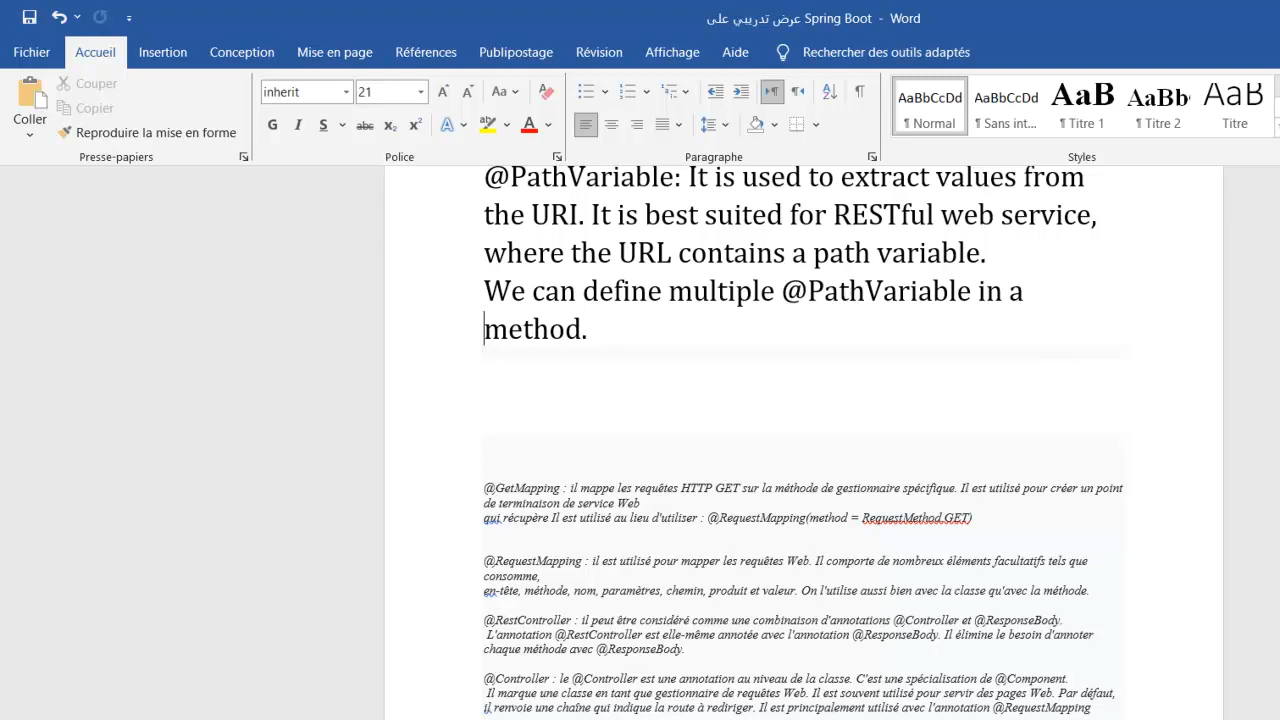 عرض تدريبي على Spring Boot - Word
Fichier Accueil Insertion Conception Mise en page Références Publipostage Révision Affichage Aide Rechercher des outils adaptés
Coller
Couper
Copier
Reproduire la mise en forme
Presse-papiers
inherit 21 Aa
G I S abc x₂ x² A A
Police
Paragraphe
AaBbCcDd AaBbCcDd AaB AaBb AaBb
¶ Normal ¶ Sans int... ¶ Titre 1 ¶ Titre 2 Titre
Styles
@PathVariable: It is used to extract values from
the URI. It is best suited for RESTful web service,
where the URL contains a path variable.
We can define multiple @PathVariable in a
method.
@GetMapping : il mappe les requêtes HTTP GET sur la méthode de gestionnaire spécifique. Il est utilisé pour créer un point
de terminaison de service Web
qui récupère Il est utilisé au lieu d'utiliser : @RequestMapping(method = RequestMethod.GET)
@RequestMapping : il est utilisé pour mapper les requêtes Web. Il comporte de nombreux éléments facultatifs tels que
consomme,
en-tête, méthode, nom, paramètres, chemin, produit et valeur. On l'utilise aussi bien avec la classe qu'avec la méthode.
@RestController : il peut être considéré comme une combinaison d'annotations @Controller et @ResponseBody.
L'annotation @RestController est elle-même annotée avec l'annotation @ResponseBody. Il élimine le besoin d'annoter
chaque méthode avec @ResponseBody.
@Controller : le @Controller est une annotation au niveau de la classe. C'est une spécialisation de @Component.
Il marque une classe en tant que gestionnaire de requêtes Web. Il est souvent utilisé pour servir des pages Web. Par défaut,
il renvoie une chaîne qui indique la route à rediriger. Il est principalement utilisé avec l'annotation @RequestMapping